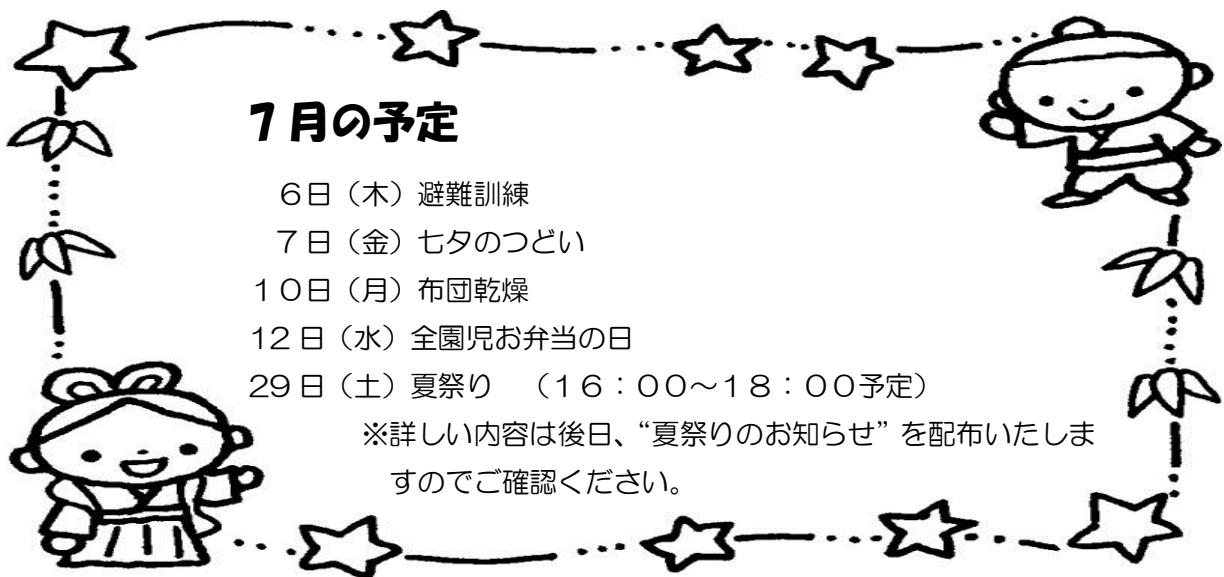 ７月の予定
６日（木）避難訓練
７日（金）七夕のつどい
１０日（月）布団乾燥
12日（水）全園児お弁当の日
29日（土）夏祭り　（１６：００～１８：００予定）
※詳しい内容は後日、“夏祭りのお知らせ”を配布いたしま
すのでご確認ください。